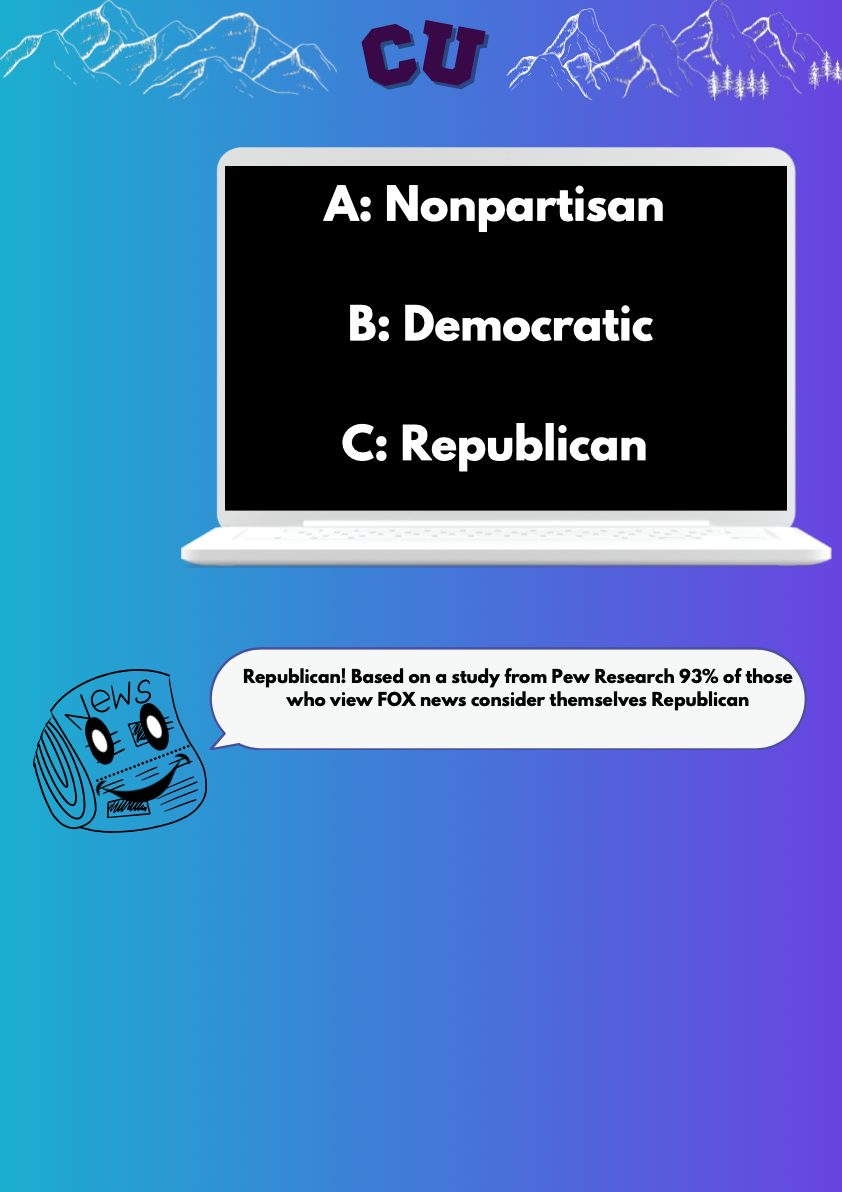 CU
A: Nonpartisan
B: Democratic
C: Republican
Republican! Based on a study from Pew Research 93% of those
who view FOX news consider themselves Republican
News